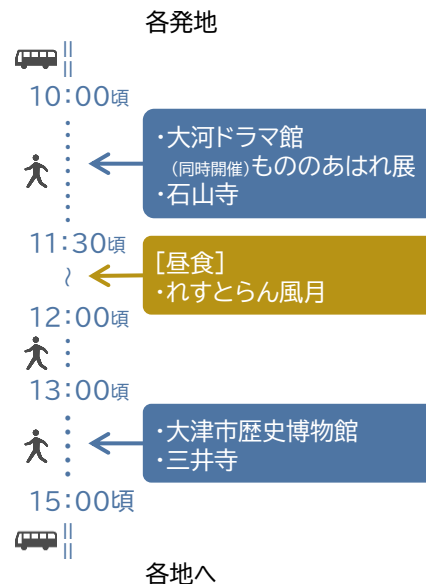 各発地
10:00頃
・大河ドラマ館
(同時開催)もののあはれ展
・石山寺
11:30頃
～
[昼食]
・れすとらん風月
12:00頃
13:00頃
・大津市歴史博物館
・三井寺
15:00頃
各地へ